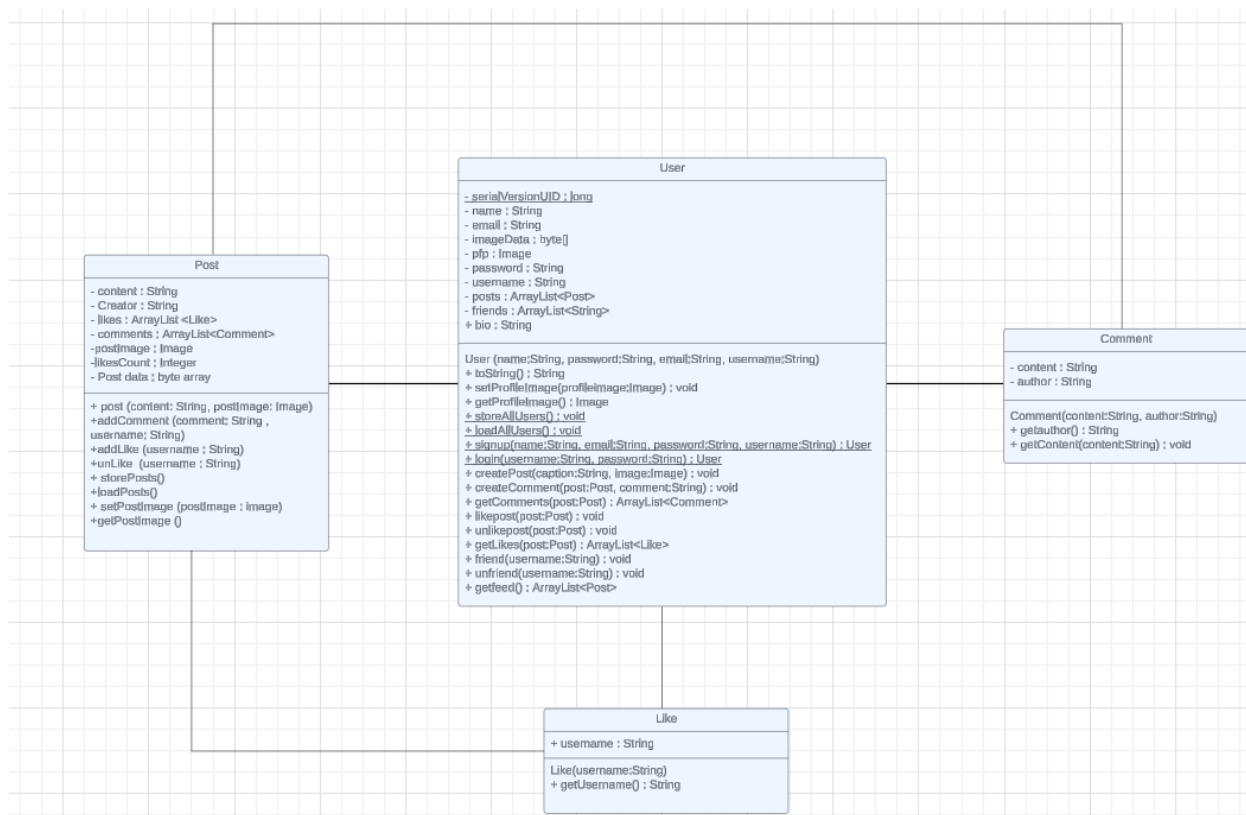 User
- serialVersionUID : long
- name : String
- email : String
- imageData : byte[]
- pfp : Image
- password : String
- username : String
- posts : ArrayList<Post>
- friends : ArrayList<String>
+ bio : String
User (name:String, password:String, email:String, username:String)
+ toString() : String
+ setProfileImage(profileImage:Image) : void
+ getProfileImage() : Image
+ storeAllUsers() : void
+ loadAllUsers() : void
+ signup(name:String, email:String, password:String, username:String) : User
+ login(username:String, password:String) : User
+ createPost(caption:String, image:Image) : void
+ createComment(post:Post, comment:String) : void
+ getComments(post:Post) : ArrayList<Comment>
+ likepost(post:Post) : void
+ unlikepost(post:Post) : void
+ getLikes(post:Post) : ArrayList<Like>
+ friend(username:String) : void
+ unfriend(username:String) : void
+ getfeed() : ArrayList<Post>
Post
- content : String
- Creator : String
- likes : ArrayList <Like>
- comments : ArrayList<Comment>
-postImage : Image
-likesCount : Integer
- Post data : byte array
+ post (content: String, postImage: Image)
+addComment (comment: String ,
username: String)
+addLike (username : String)
+unLike (username : String)
+ storePosts()
+loadPosts()
+ setPostImage (postImage : image)
+getPostImage ()
Comment
- content : String
- author : String
Comment(content:String, author:String)
+ getauthor() : String
+ getContent(content:String) : void
Like
+ username : String
Like(username:String)
+ getUsername() : String